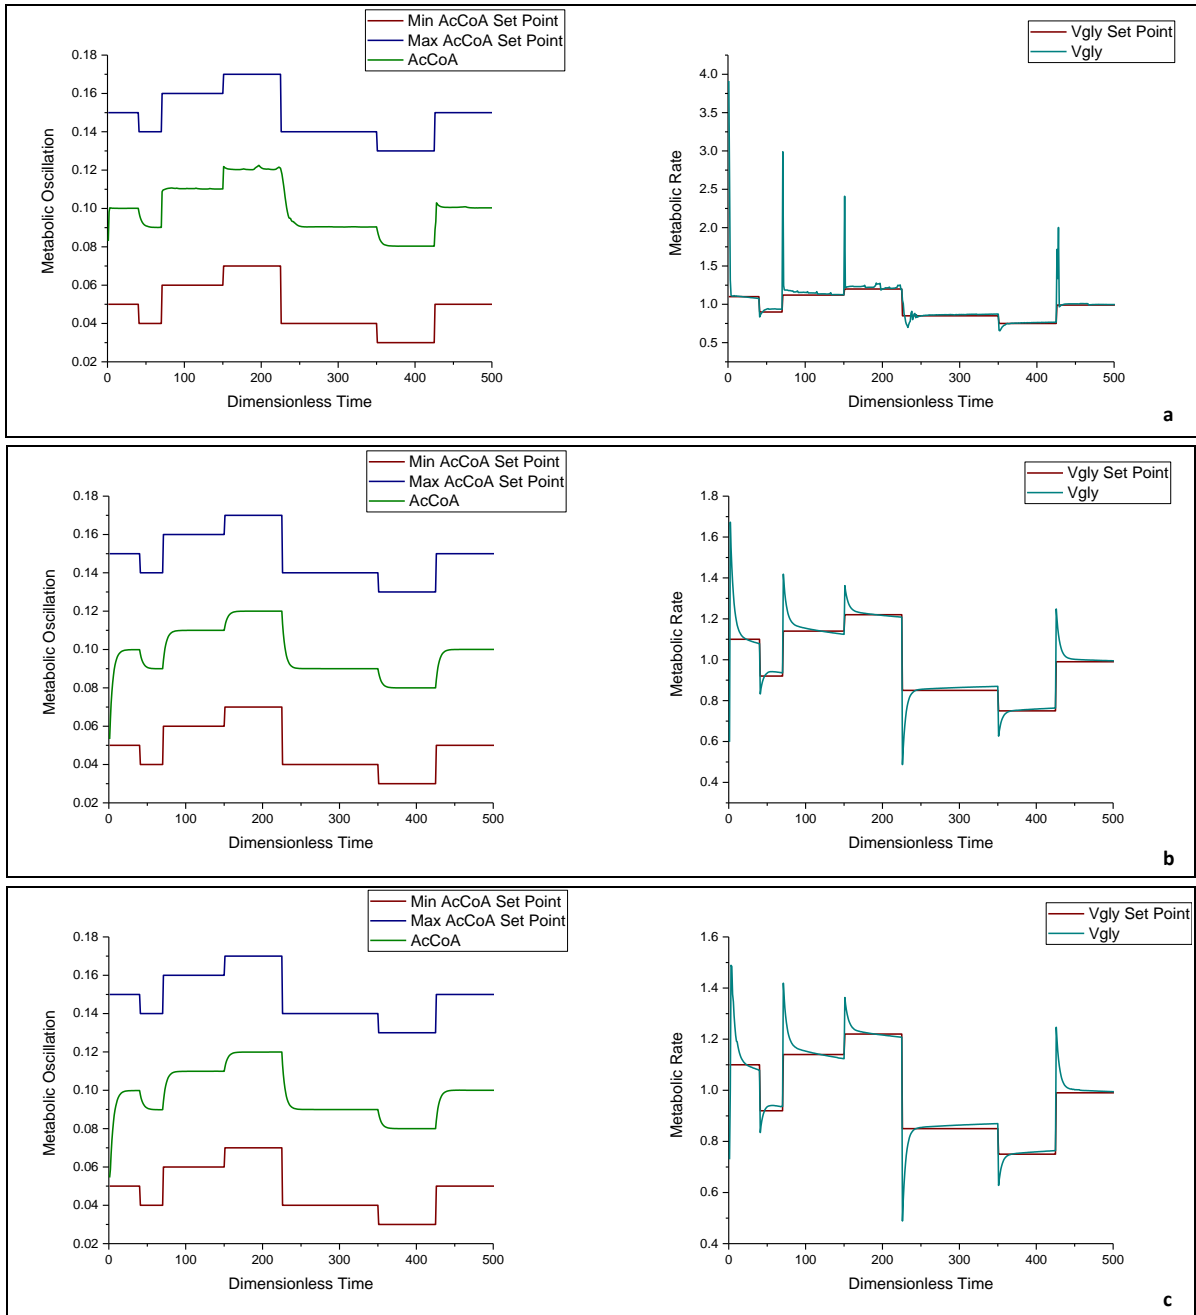 Min AcCoA Set Point
Max AcCoA Set Point
AcCoA
Metabolic Oscillation
0.18
0.16
0.14
0.12
0.10
0.08
0.06
0.04
0.02
0 100 200 300 400 500
Dimensionless Time
Vgly Set Point
Vgly
Metabolic Rate
4.0
3.5
3.0
2.5
2.0
1.5
1.0
0.5
0 100 200 300 400 500
Dimensionless Time
a
Min AcCoA Set Point
Max AcCoA Set Point
AcCoA
Metabolic Oscillation
0.18
0.16
0.14
0.12
0.10
0.08
0.06
0.04
0.02
0 100 200 300 400 500
Dimensionless Time
Vgly Set Point
Vgly
Metabolic Rate
1.8
1.6
1.4
1.2
1.0
0.8
0.6
0.4
0 100 200 300 400 500
Dimensionless Time
b
Min AcCoA Set Point
Max AcCoA Set Point
AcCoA
Metabolic Oscillation
0.18
0.16
0.14
0.12
0.10
0.08
0.06
0.04
0.02
0 100 200 300 400 500
Dimensionless Time
Vgly Set Point
Vgly
Metabolic Rate
1.6
1.4
1.2
1.0
0.8
0.6
0.4
0 100 200 300 400 500
Dimensionless Time
c